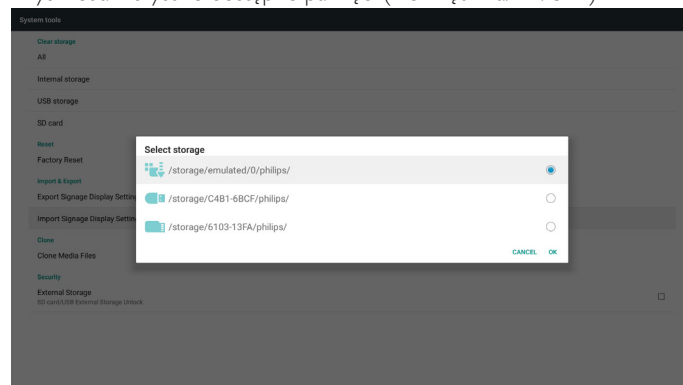 System tools
Clear storage
All
Internal storage
USB storage
SD card
Reset
Factory Reset
Import & Export
Export Signage Display
Import Signage Display
Clone
Clone Media Files
Security
External Storage
SD card/USB External Storage Unlock
Select storage
/storage/emulated/0/philips/
/storage/C4B1-6BCF/philips/
/storage/6103-13FA/philips/
CANCEL OK